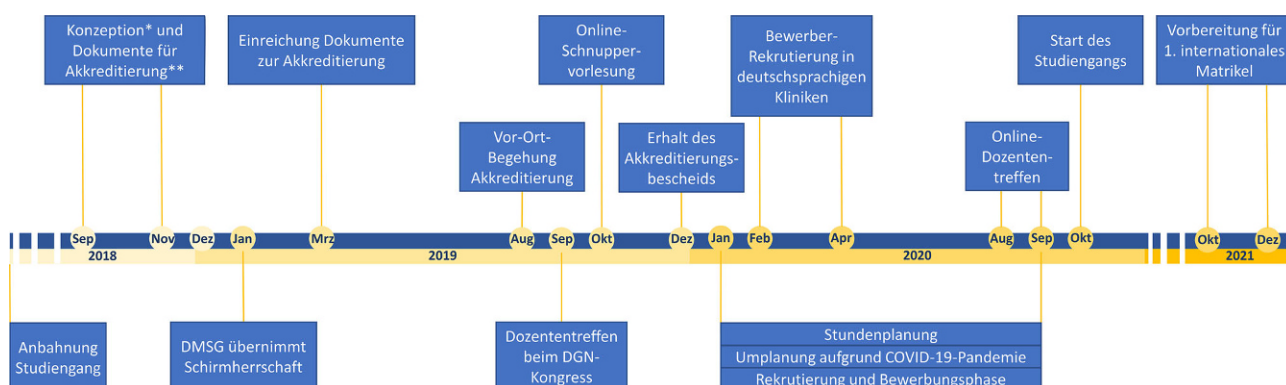 Konzeption* und
Dokumente für
Akkreditierung**
Einreichung Dokumente
zur Akkreditierung
Online-
Schnupper-
vorlesung
Bewerber-
Rekrutierung in
deutschsprachigen
Kliniken
Start des
Studiengangs
Vorbereitung für
1. internationales
Matrikel
Vor-Ort-
Begehung
Akkreditierung
Erhalt des
Akkreditierungs-
bescheids
Online-
Dozenten-
treffen
Sep Nov Dez Jan Mrz Aug Sep Okt Dez Jan Feb Apr Aug Sep Okt Okt Dez
2018 2019 2020 2021
Anbahnung
Studiengang
DMSG übernimmt
Schirmherrschaft
Dozententreffen
beim DGN-
Kongress
Stundenplanung
Umplanung aufgrund COVID-19-Pandemie
Rekrutierung und Bewerbungsphase